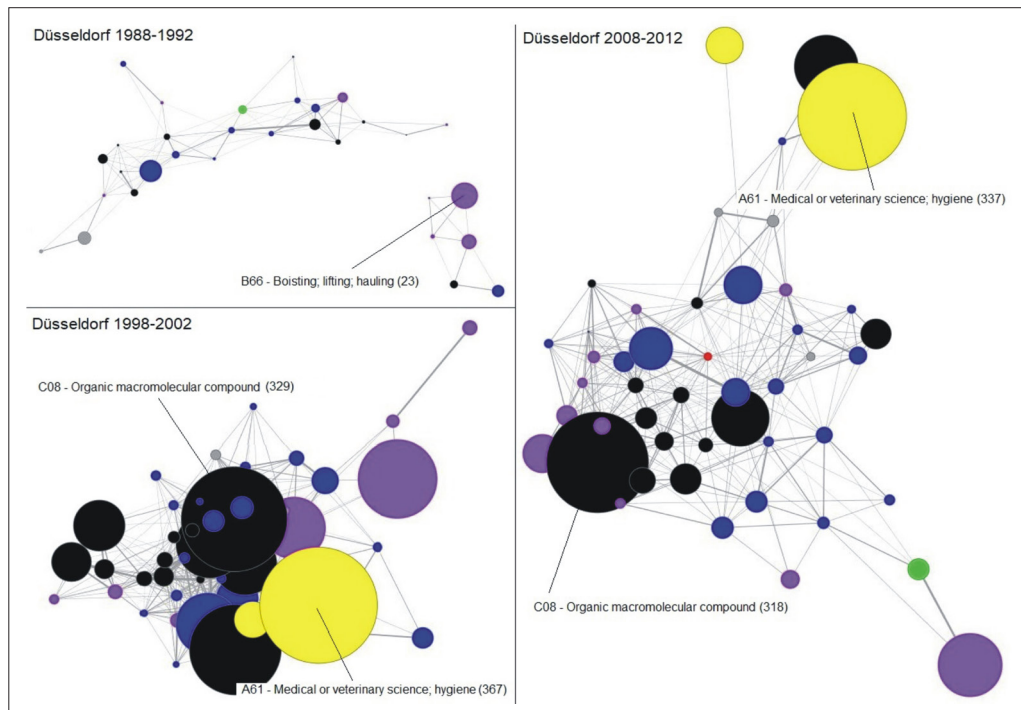 Düsseldorf 1988-1992
B66 - Boisting; lifting; hauling (23)
Düsseldorf 1998-2002
C08 - Organic macromolecular compound (329)
A61 - Medical or veterinary science; hygiene (367)
Düsseldorf 2008-2012
A61 - Medical or veterinary science; hygiene (337)
C08 - Organic macromolecular compound (318)